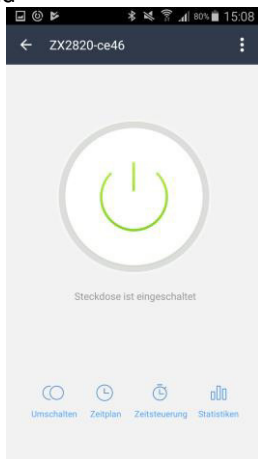 80% 15:08
ZX2820-ce46
Steckdose ist eingeschaltet
Umschalten Zeitplan Zeitsteuerung Statistiken